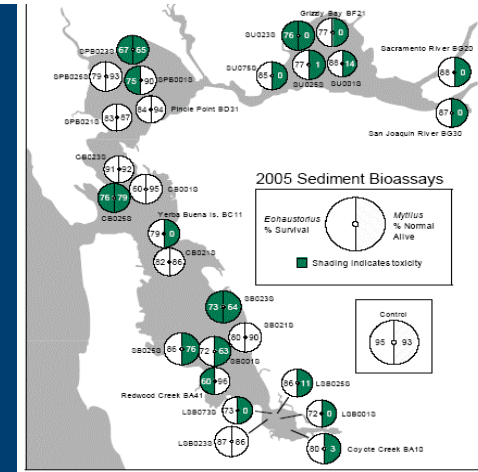 Grizzly Bay BF21
SU023S
76 0
77 0
Sacramento River BG20
SPB023S
67 65
SPB025S
79 93
75 90
SPB001S
SU075S
85 0
77 1
SU025S
88 14
SU001S
88 0
SPB021S
83 87
84 94
Pinole Point BD31
87 0
San Joaquin River BG30
CB023S
91 92
60 95
CB001S
76 79
CB025S
Yerba Buena Is. BC11
79 0
CB021S
82 86
2005 Sediment Bioassays
Eohaustorius
% Survival
Mytilus
% Normal
Alive
Shading indicates toxicity
Control
95 93
SB023S
73 64
SB021S
80 90
SB025S
86 76
72 63
SB001S
60 96
Redwood Creek BA41
86 11
LSB025S
LSB073S
73 0
72 0
LSB001S
LSB023S
87 86
80 3
Coyote Creek BA10